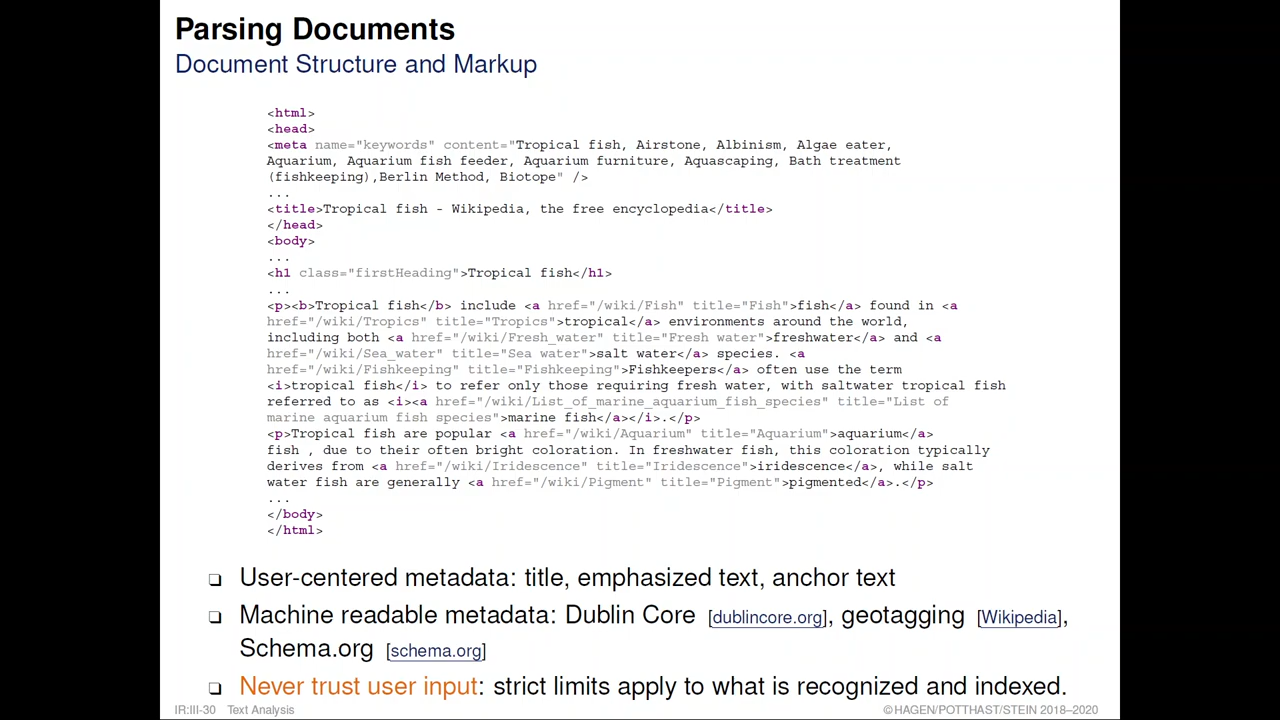 Parsing Documents
Document Structure and Markup
<html>
<head>
<meta name="keywords" content="Tropical fish, Airstone, Albinism, Algae eater,
Aquarium, Aquarium fish feeder, Aquarium furniture, Aquascaping, Bath treatment
(fishkeeping),Berlin Method, Biotope" />
...
<title>Tropical fish - Wikipedia, the free encyclopedia</title>
</head>
<body>
...
<h1 class="firstHeading">Tropical fish</h1>
...
<p><b>Tropical fish</b> include <a href="/wiki/Fish" title="Fish">fish</a> found in <a
href="/wiki/Tropics" title="Tropics">tropical</a> environments around the world,
including both <a href="/wiki/Fresh_water" title="Fresh water">freshwater</a> and <a
href="/wiki/Sea_water" title="Sea water">salt water</a> species. <a
href="/wiki/Fishkeeping" title="Fishkeeping">Fishkeepers</a> often use the term
<i>tropical fish</i> to refer only those requiring fresh water, with saltwater tropical fish
referred to as <i><a href="/wiki/List_of_marine_aquarium_fish_species" title="List of
marine aquarium fish species">marine fish</a></i>.</p>
<p>Tropical fish are popular <a href="/wiki/Aquarium" title="Aquarium">aquarium</a>
fish , due to their often bright coloration. In freshwater fish, this coloration typically
derives from <a href="/wiki/Iridescence" title="Iridescence">iridescence</a>, while salt
water fish are generally <a href="/wiki/Pigment" title="Pigment">pigmented</a>.</p>
...
</body>
</html>
❏ User-centered metadata: title, emphasized text, anchor text
❏ Machine readable metadata: Dublin Core [dublincore.org], geotagging [Wikipedia],
Schema.org [schema.org]
❏ Never trust user input: strict limits apply to what is recognized and indexed.
IR:III-30 Text Analysis ©HAGEN/POTTHAST/STEIN 2018–2020